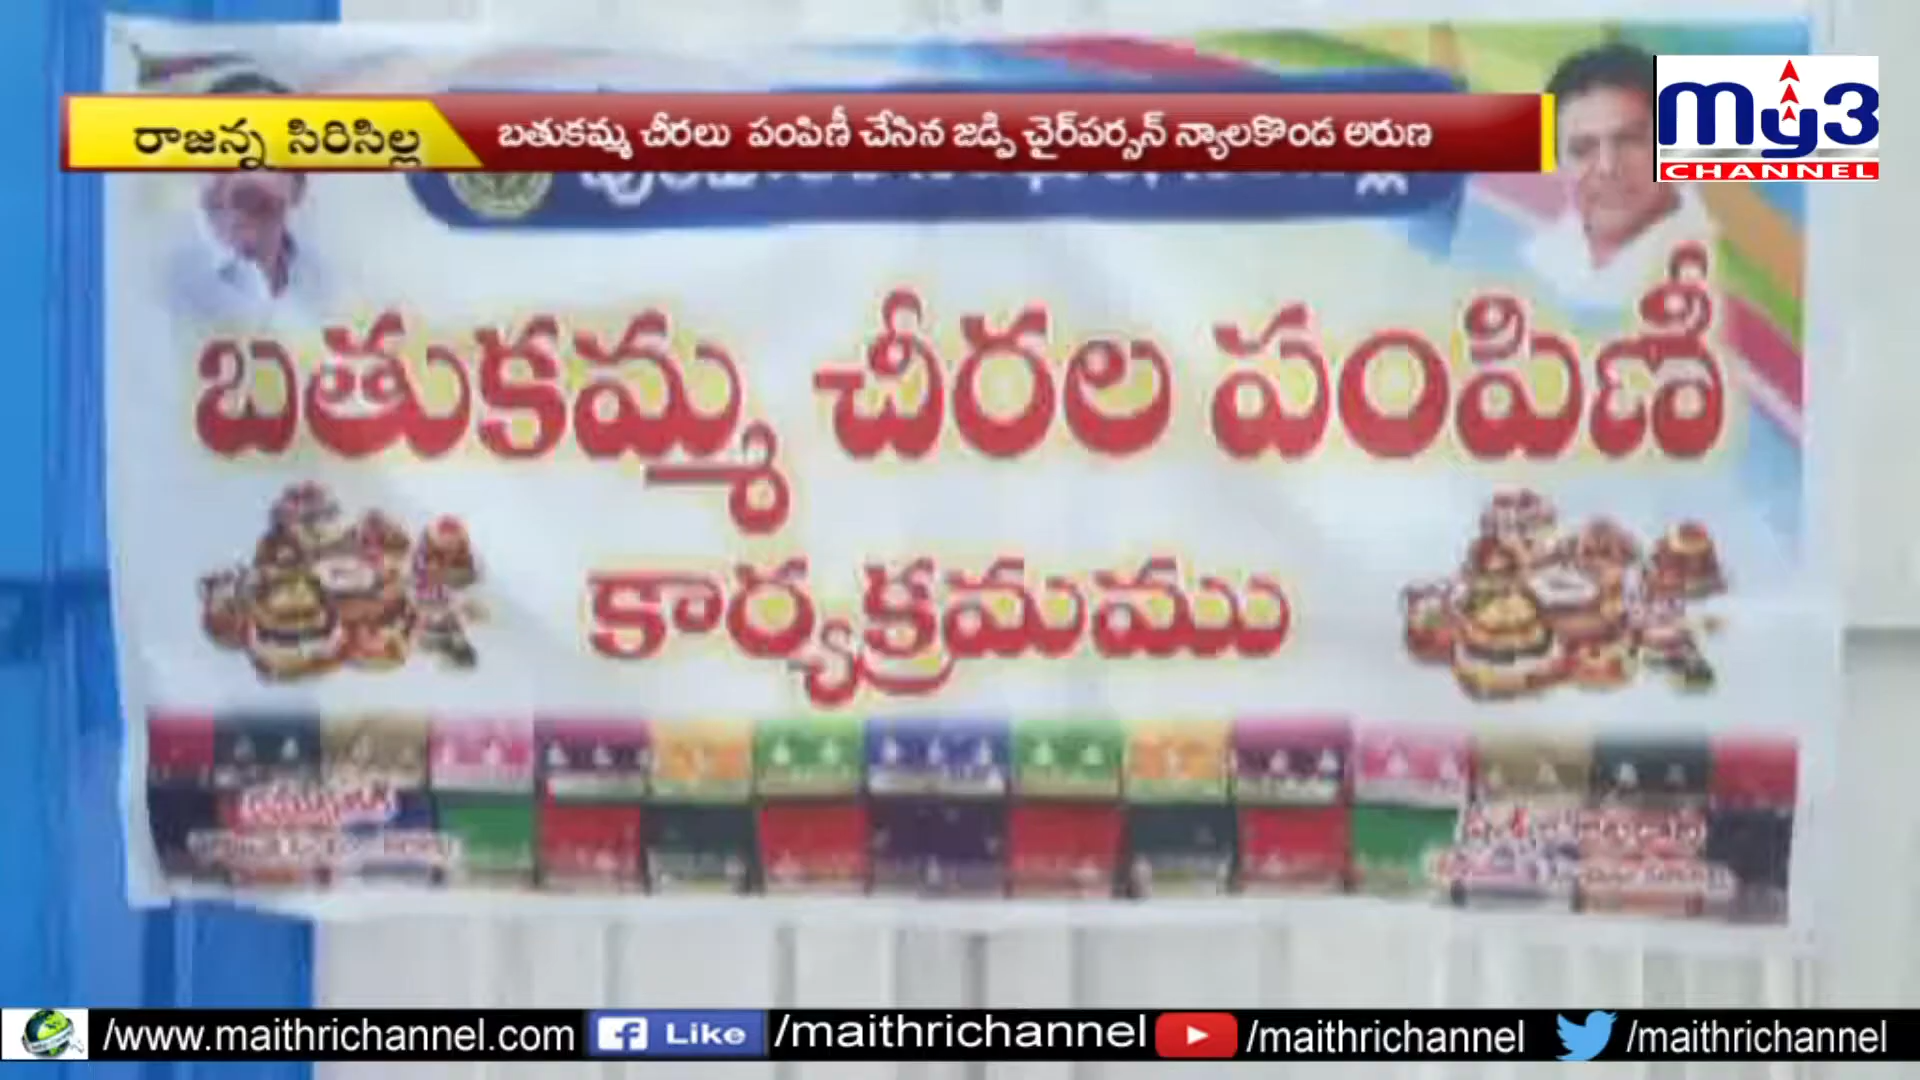 రాజన్న సిరిసిల్ల
బతుకమ్మ చీరలు పంపిణీ చేసిన జడ్పి చైర్‌పర్సన్ న్యాలకొండ అరుణ
my3
CHANNEL
బతుకమ్మ చీరల పంపిణీ
కార్యక్రమము
/www.maithrichannel.com
f Like /maithrichannel
/maithrichannel
/maithrichannel